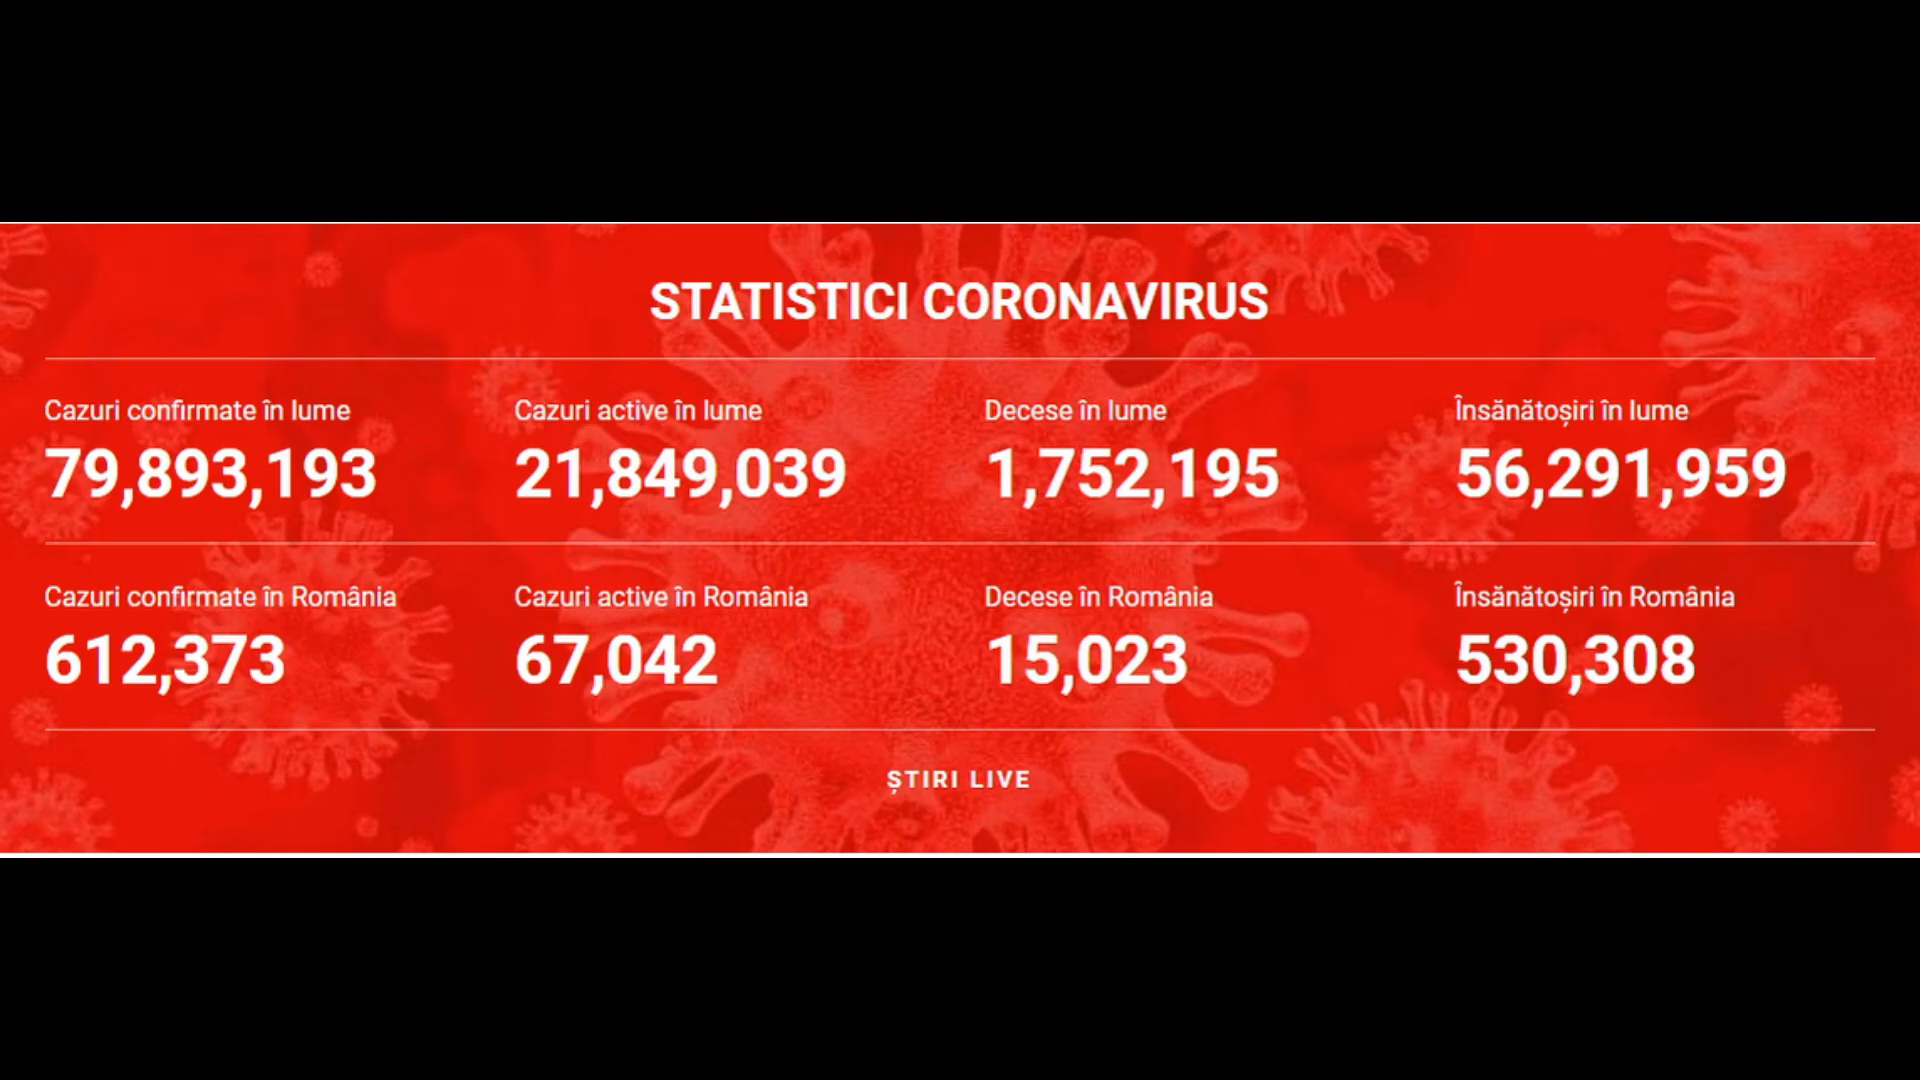 STATISTICI CORONAVIRUS
Cazuri confirmate în lume
79,893,193
Cazuri active în lume
21,849,039
Decese în lume
1,752,195
Însănătoșiri în lume
56,291,959
Cazuri confirmate în România
612,373
Cazuri active în România
67,042
Decese în România
15,023
Însănătoșiri în România
530,308
ȘTIRI LIVE